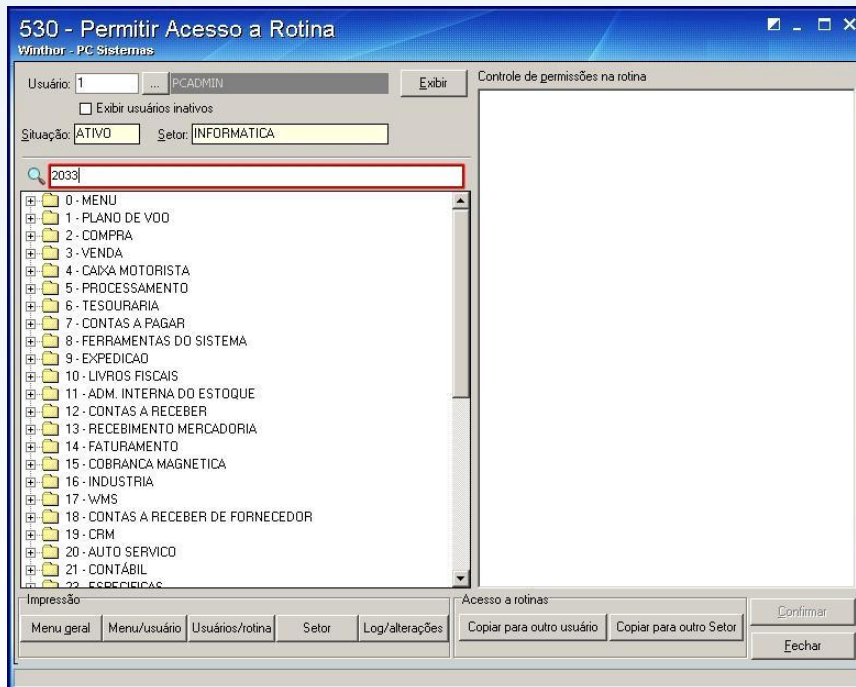 530 - Permitir Acesso a Rotina
Winthor - PC Sistemas
Usuário: 1 ... PCADMIN Exibir
Exibir usuários inativos
Situação: ATIVO Setor: INFORMATICA
2033
0 - MENU
1 - PLANO DE VOO
2 - COMPRA
3 - VENDA
4 - CAIXA MOTORISTA
5 - PROCESSAMENTO
6 - TESOURARIA
7 - CONTAS A PAGAR
8 - FERRAMENTAS DO SISTEMA
9 - EXPEDICAO
10 - LIVROS FISCAIS
11 - ADM. INTERNA DO ESTOQUE
12 - CONTAS A RECEBER
13 - RECEBIMENTO MERCADORIA
14 - FATURAMENTO
15 - COBRANCA MAGNETICA
16 - INDUSTRIA
17 - WMS
18 - CONTAS A RECEBER DE FORNECEDOR
19 - CRM
20 - AUTO SERVICO
21 - CONTÁBIL
23 - ESPECIFICAS
Controle de permissões na rotina
Impressão
Menu geral Menu/usuário Usuários/rotina Setor Log/alterações
Acesso a rotinas
Copiar para outro usuário Copiar para outro Setor
Confirmar
Fechar